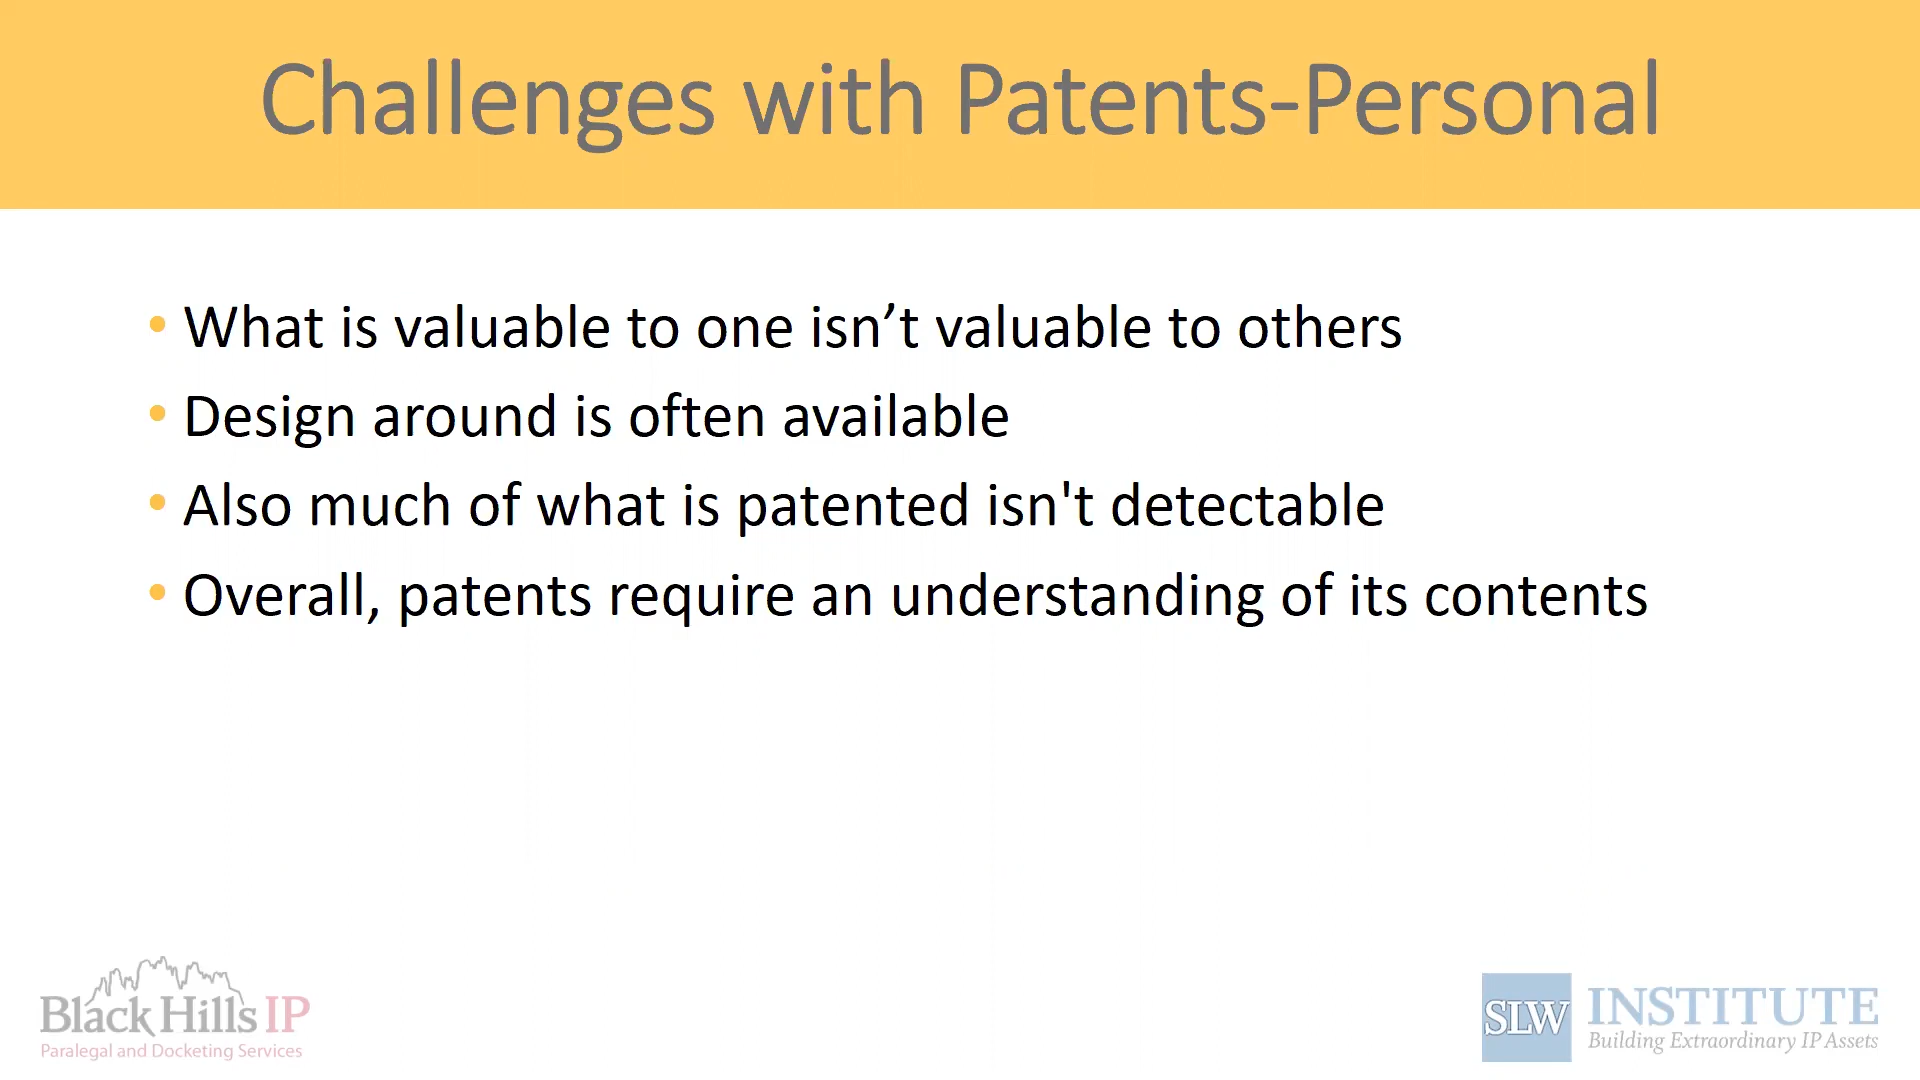 Challenges with Patents-Personal
• What is valuable to one isn’t valuable to others
• Design around is often available
• Also much of what is patented isn't detectable
• Overall, patents require an understanding of its contents
Black Hills IP
Paralegal and Docketing Services
SLW INSTITUTE
Building Extraordinary IP Assets